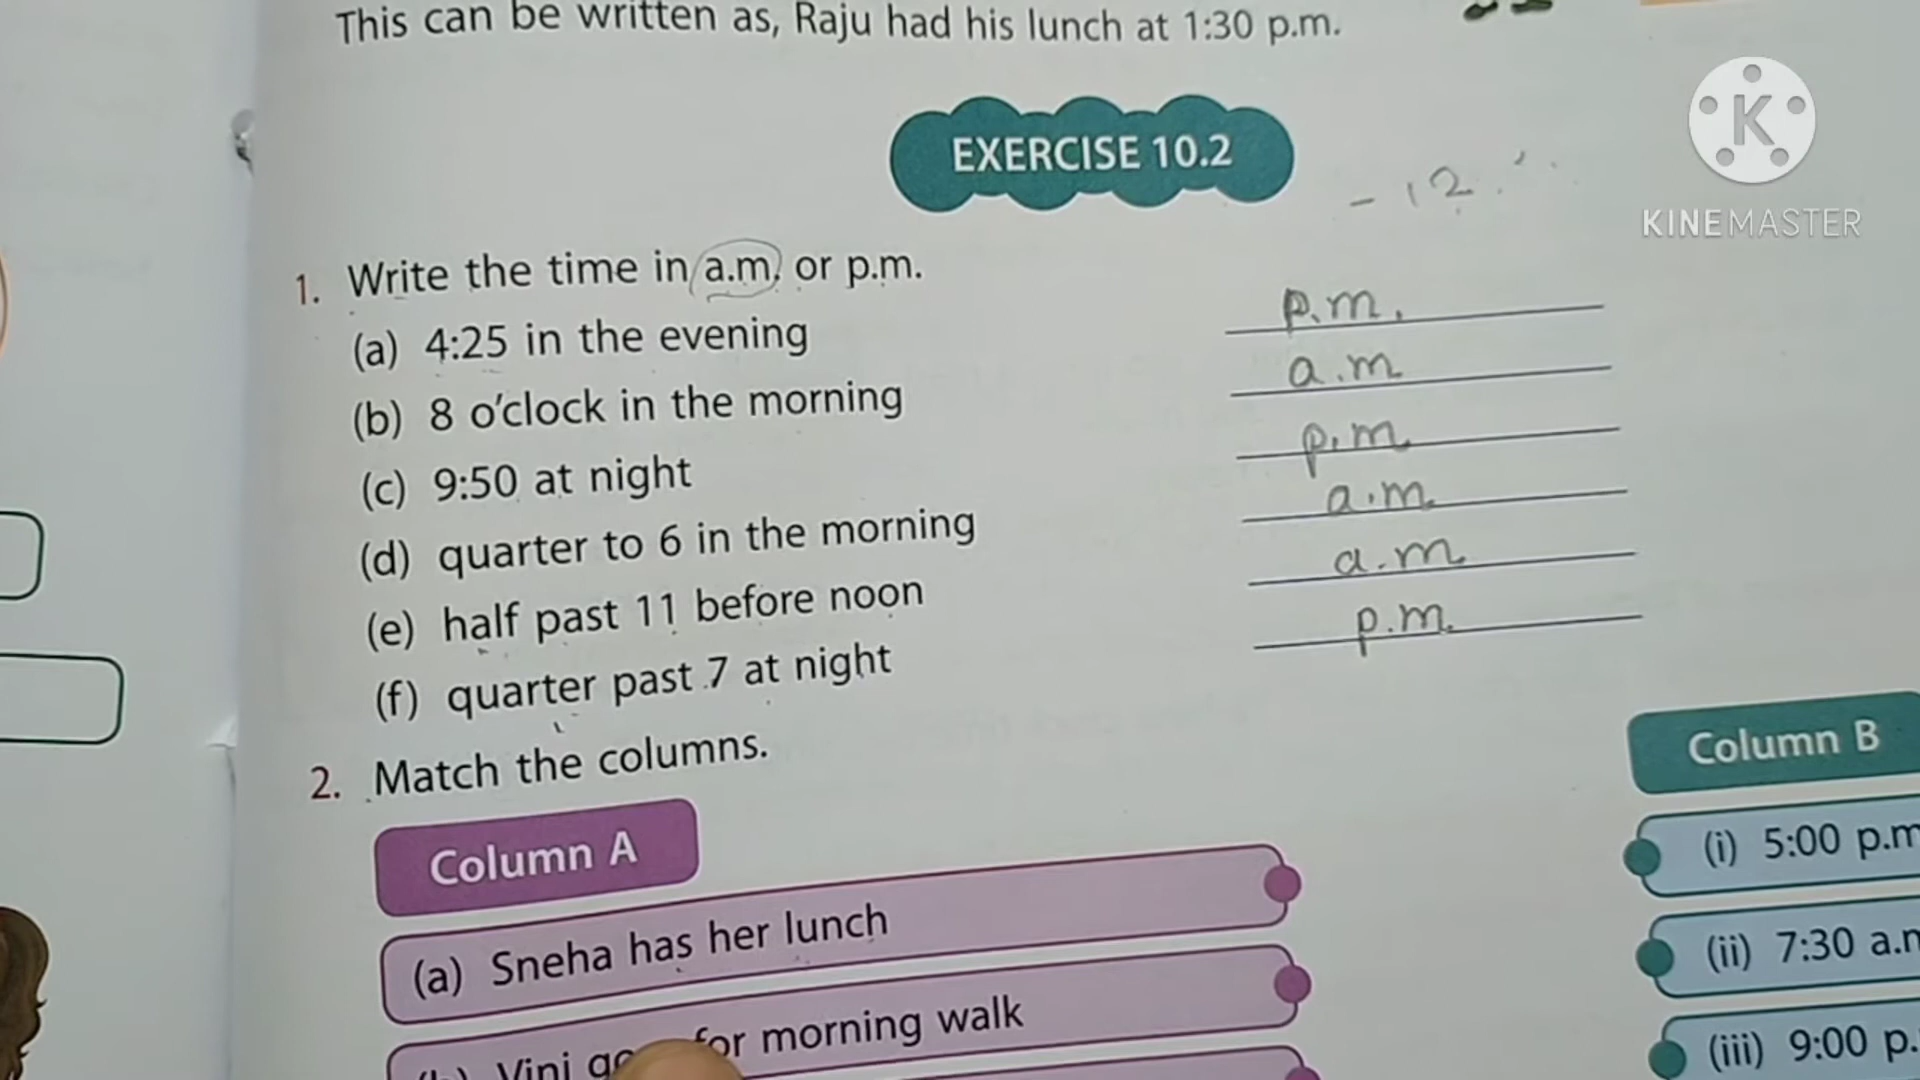 This can be written as, Raju had his lunch at 1:30 p.m.
EXERCISE 10.2
- 12
KINEMASTER
1. Write the time in a.m. or p.m.
(a) 4:25 in the evening p.m.
(b) 8 o'clock in the morning a.m
(c) 9:50 at night p.m.
(d) quarter to 6 in the morning a.m.
(e) half past 11 before noon a.m.
(f) quarter past 7 at night p.m.
2. Match the columns.
Column A
Column B
(a) Sneha has her lunch
(i) 5:00 p.m
(b) Vini for morning walk
(ii) 7:30 a.m
(iii) 9:00 p.